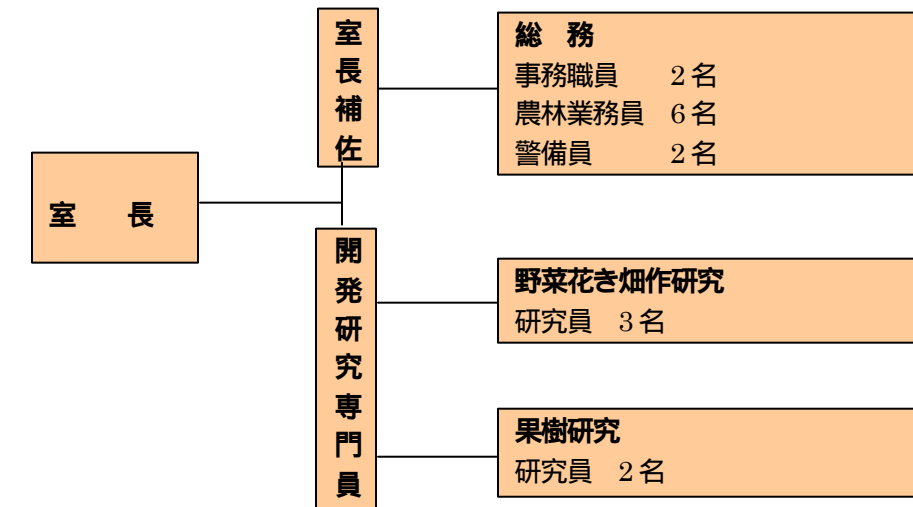 室　長
室長補佐
総　務
事務職員　　2名
農林業務員　6名
警備員　　　2名
開発研究専門員
野菜花き畑作研究
研究員　3名
果樹研究
研究員　2名